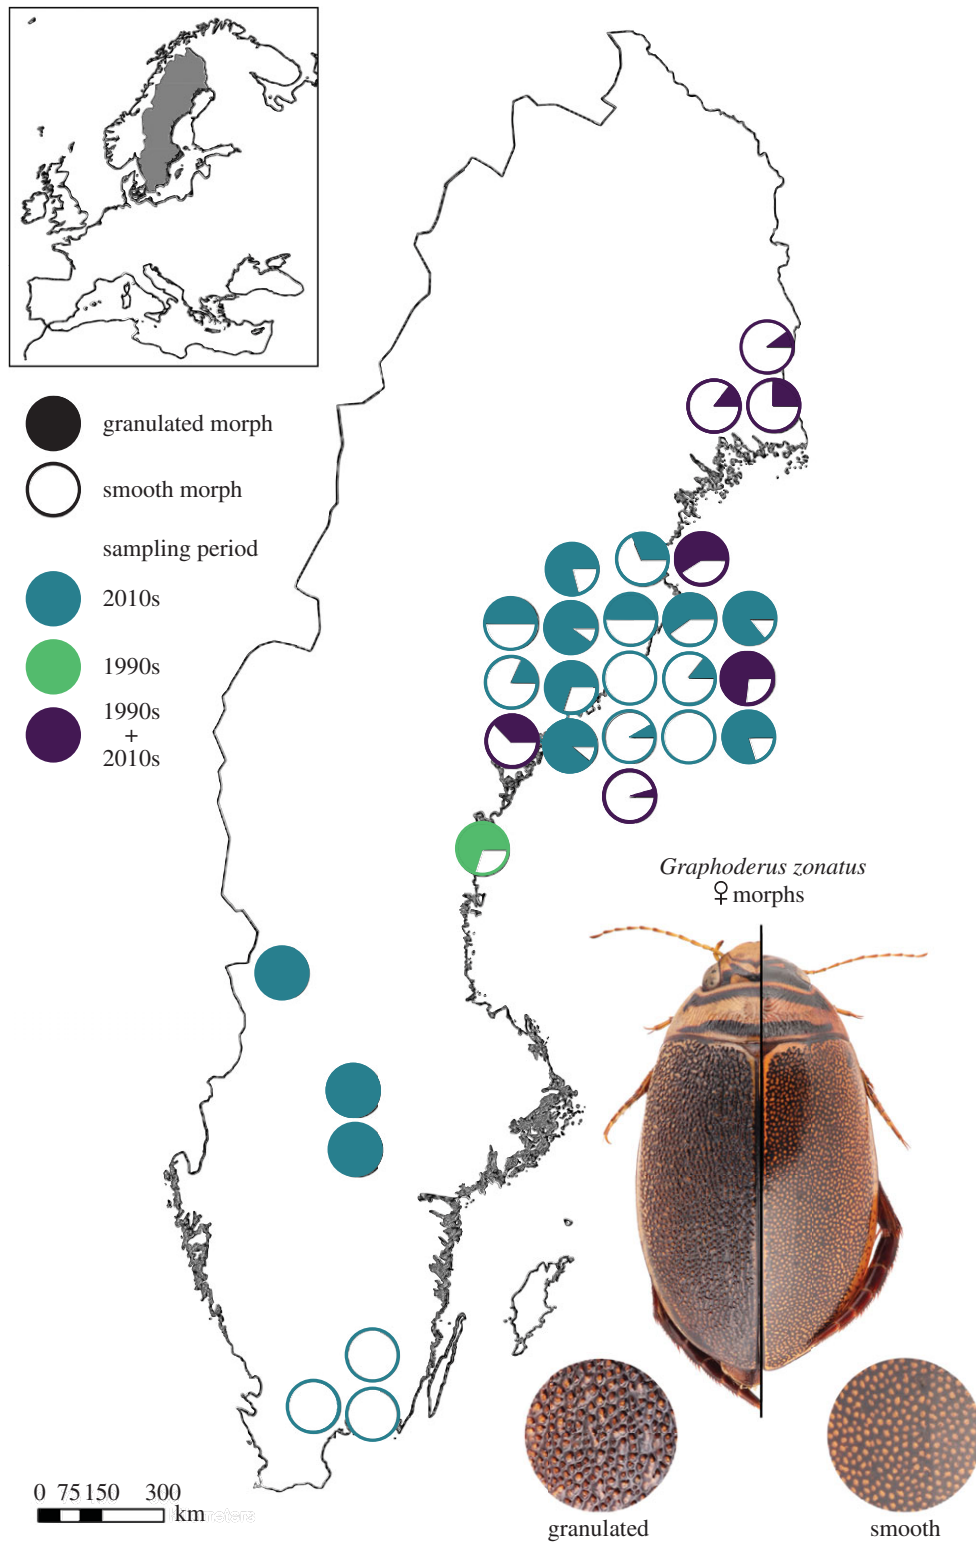 granulated morph
smooth morph
sampling period
2010s
1990s
1990s
+
2010s
Graphoderus zonatus
♀ morphs
0 75 150 300
km
granulated
smooth